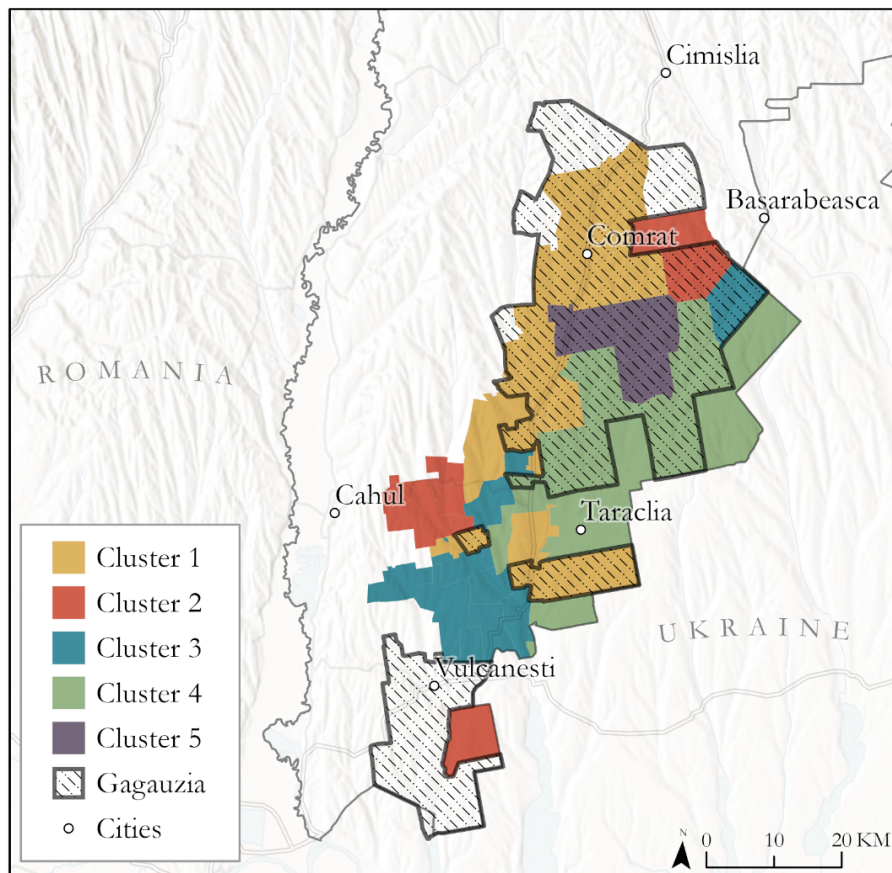 Cimislia
Basarabeasca
Comrat
ROMANIA
Cahul
Taraclia
UKRAINE
Vulcanesti
Cluster 1
Cluster 2
Cluster 3
Cluster 4
Cluster 5
Gagauzia
Cities
N
0 10 20 KM